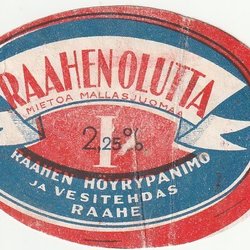 RAAHEN OLUTTA
MIETOA MALLASJUOMAA
I
2,25%
RAAHEN HÖYRYPANIMO
JA VESITEHDAS
RAAHE